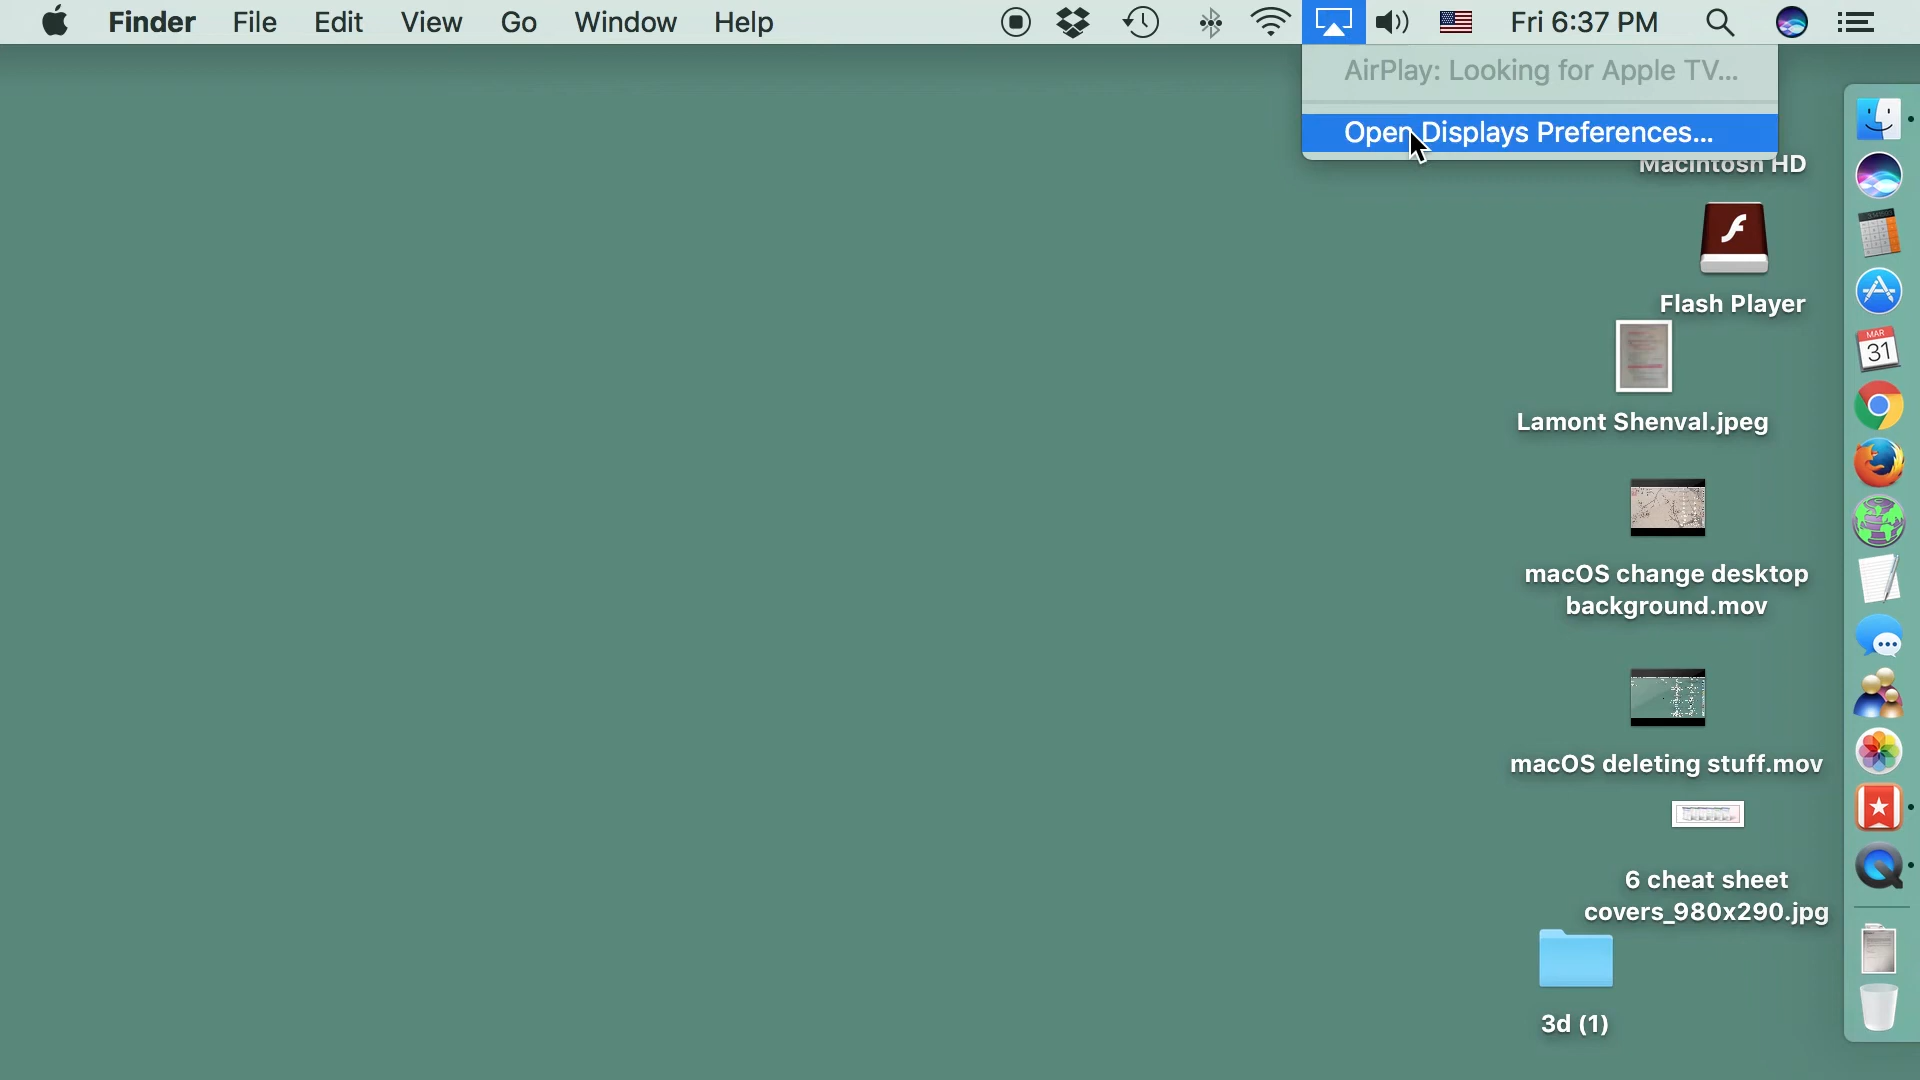 Finder File Edit View Go Window Help Fri 6:37 PM
AirPlay: Looking for Apple TV...
Open Displays Preferences...
Macintosh HD
Flash Player
Lamont Shenval.jpeg
macOS change desktop
background.mov
macOS deleting stuff.mov
6 cheat sheet
covers_980x290.jpg
3d (1)
MAR
31